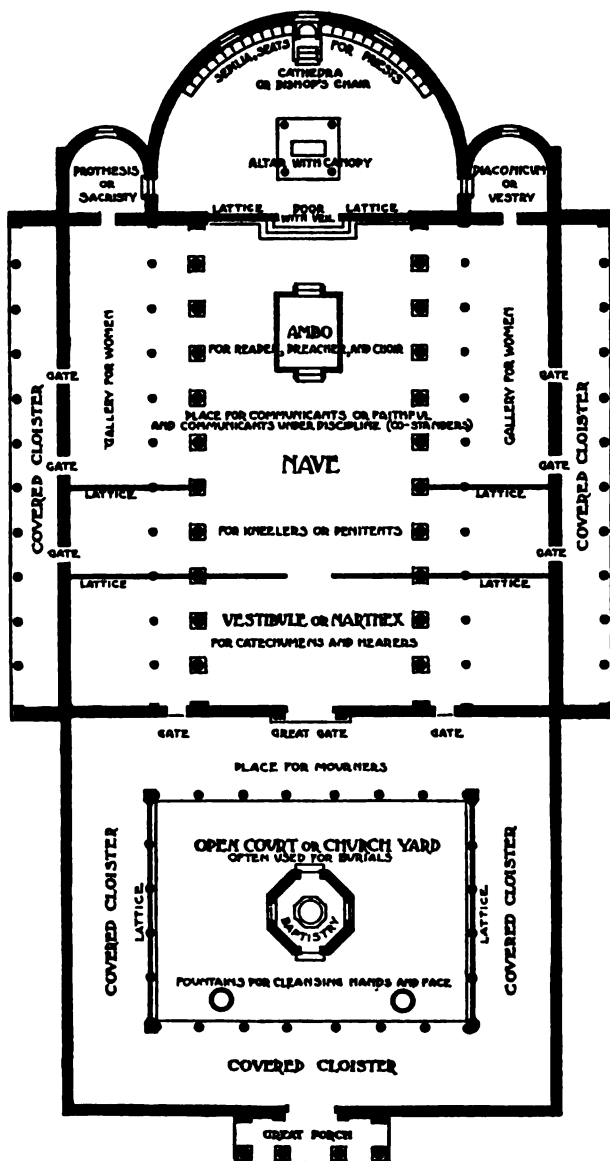 SEMLIA, SEATS FOR PRIESTS
CATHEDRA
OR BISHOP'S CHAIR
ALTAR WITH CANOPY
PROTHESIS
OR
SACRISTY
DIACONICUM
OR
VESTRY
LATTICE
DOOR
WITH VEIL
LATTICE
AMBO
FOR READER, PREACHER, AND CHOIR
GALLERY FOR WOMEN
GALLERY FOR WOMEN
GATE
GATE
PLACE FOR COMMUNICANTS OR FAITHFUL
AND COMMUNICANTS UNDER DISCIPLINE (CO-STANDERS)
COVERED CLOISTER
COVERED CLOISTER
NAVE
GATE
GATE
LATTICE
LATTICE
FOR KNEELERS OR PENITENTS
GATE
GATE
LATTICE
LATTICE
VESTIBULE OR NARTHEX
FOR CATECHUMENS AND HEARERS
GATE
GREAT GATE
GATE
PLACE FOR MOURNERS
OPEN COURT OR CHURCH YARD
OFTEN USED FOR BURIALS
COVERED CLOISTER
LATTICE
BAPTISTRY
LATTICE
COVERED CLOISTER
FOUNTAINS FOR CLEANSING HANDS AND FACE
COVERED CLOISTER
GREAT PORCH